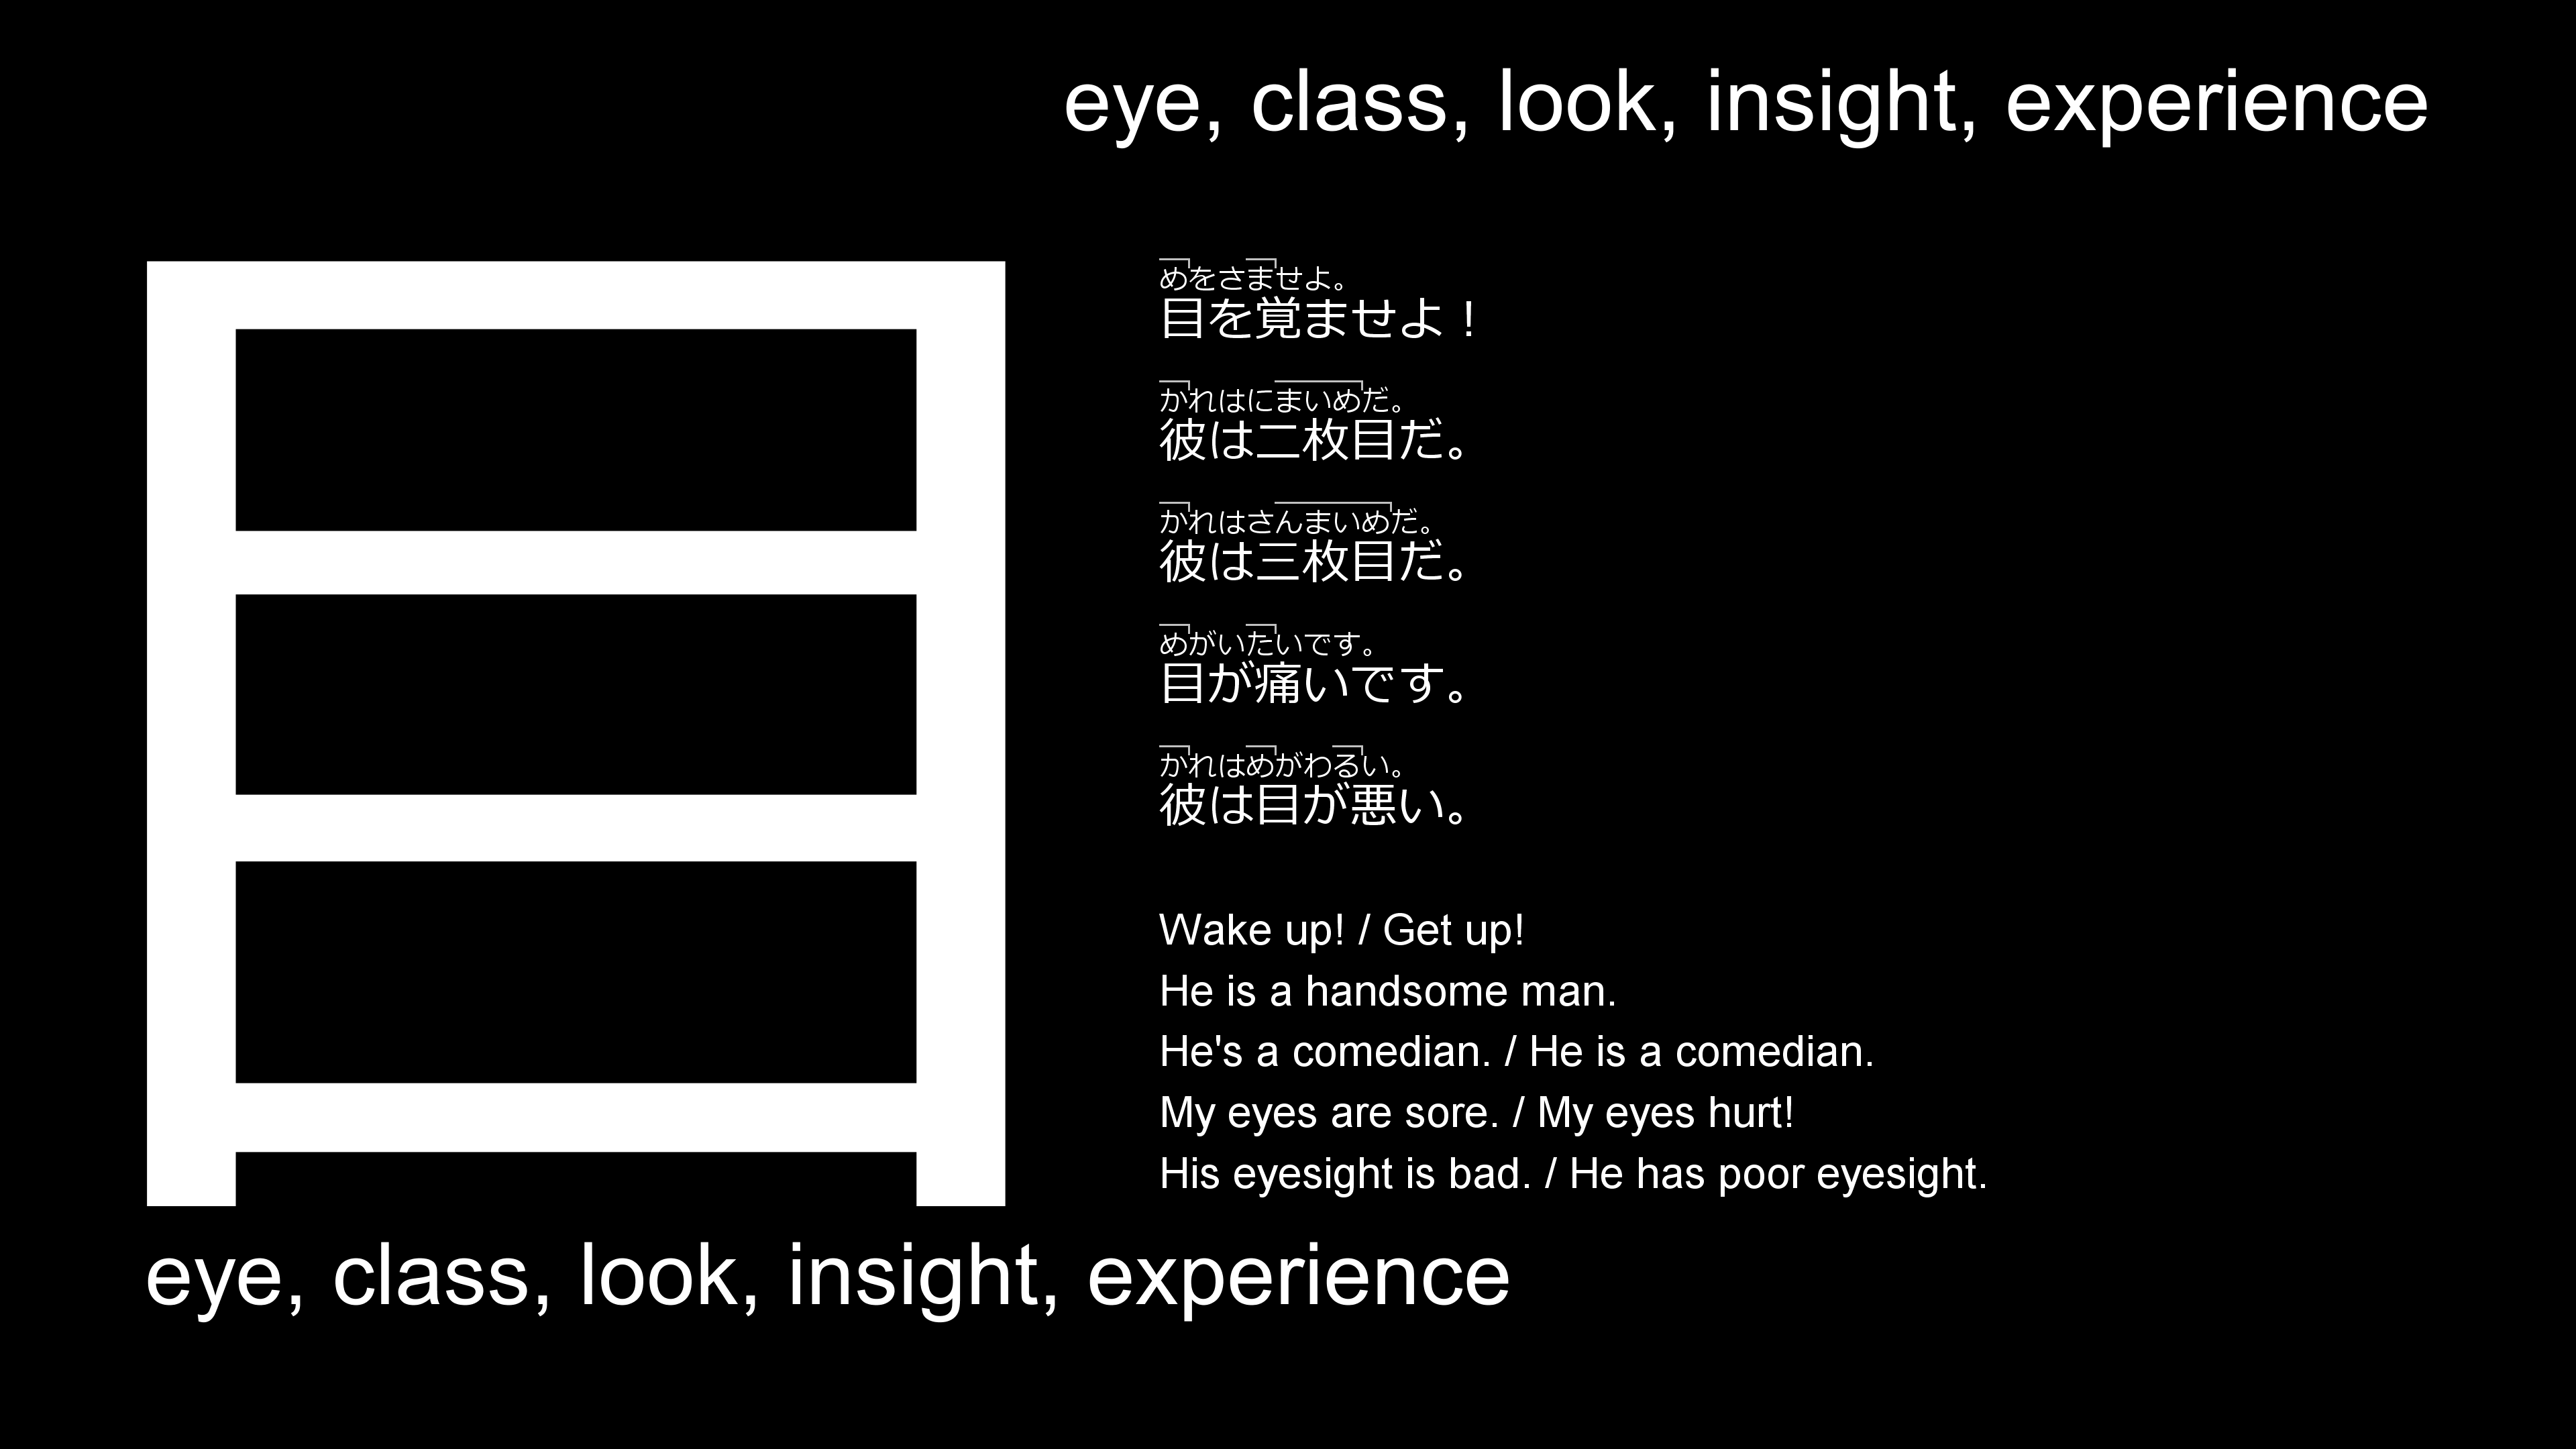 eye, class, look, insight, experience
目
めをさませよ。
目を覚ませよ！
かれはにまいめだ。
彼は二枚目だ。
かれはさんまいめだ。
彼は三枚目だ。
めがいたいです。
目が痛いです。
かれはめがわるい。
彼は目が悪い。
Wake up! / Get up!
He is a handsome man.
He's a comedian. / He is a comedian.
My eyes are sore. / My eyes hurt!
His eyesight is bad. / He has poor eyesight.
eye, class, look, insight, experience